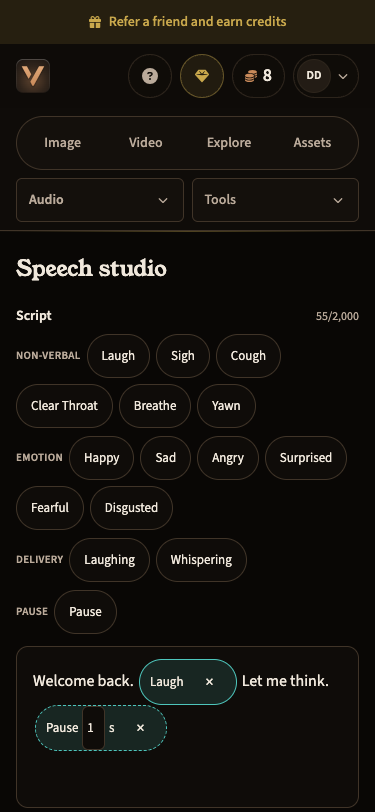 Refer a friend and earn credits
? 8 DD
Image Video Explore Assets
Audio Tools
Speech studio
Script 55/2,000
NON-VERBAL Laugh Sigh Cough
Clear Throat Breathe Yawn
EMOTION Happy Sad Angry Surprised
Fearful Disgusted
DELIVERY Laughing Whispering
PAUSE Pause
Welcome back. Laugh × Let me think.
Pause 1 s ×